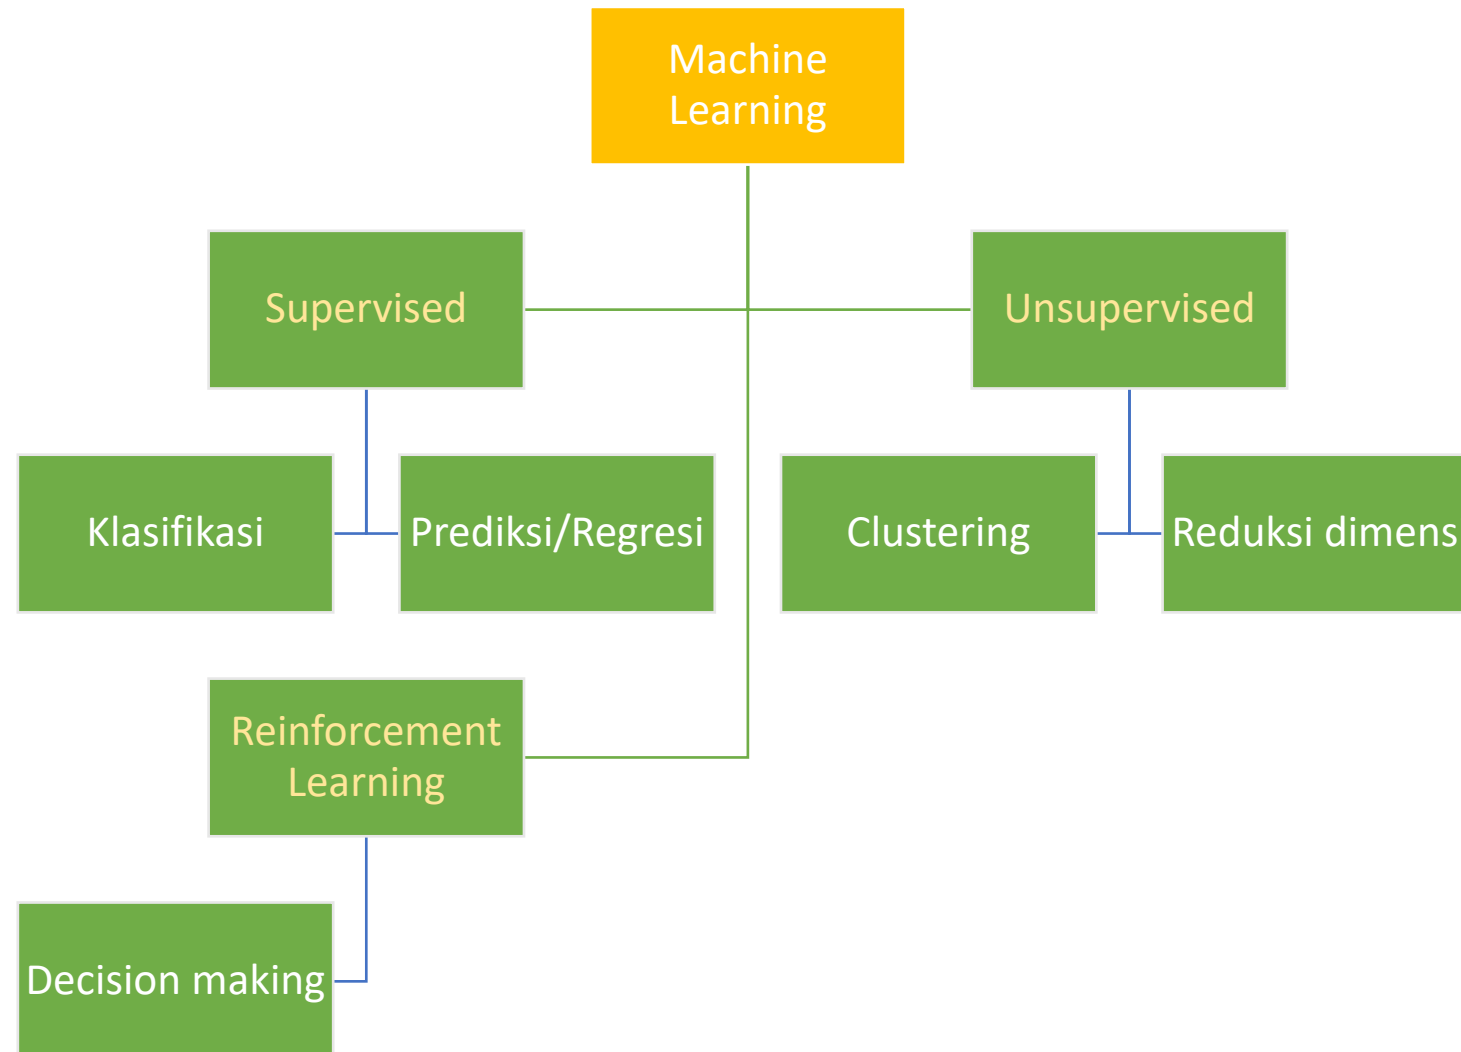 Machine
Learning
Supervised
Unsupervised
Klasifikasi
Prediksi/Regresi
Clustering
Reduksi dimens
Reinforcement
Learning
Decision making